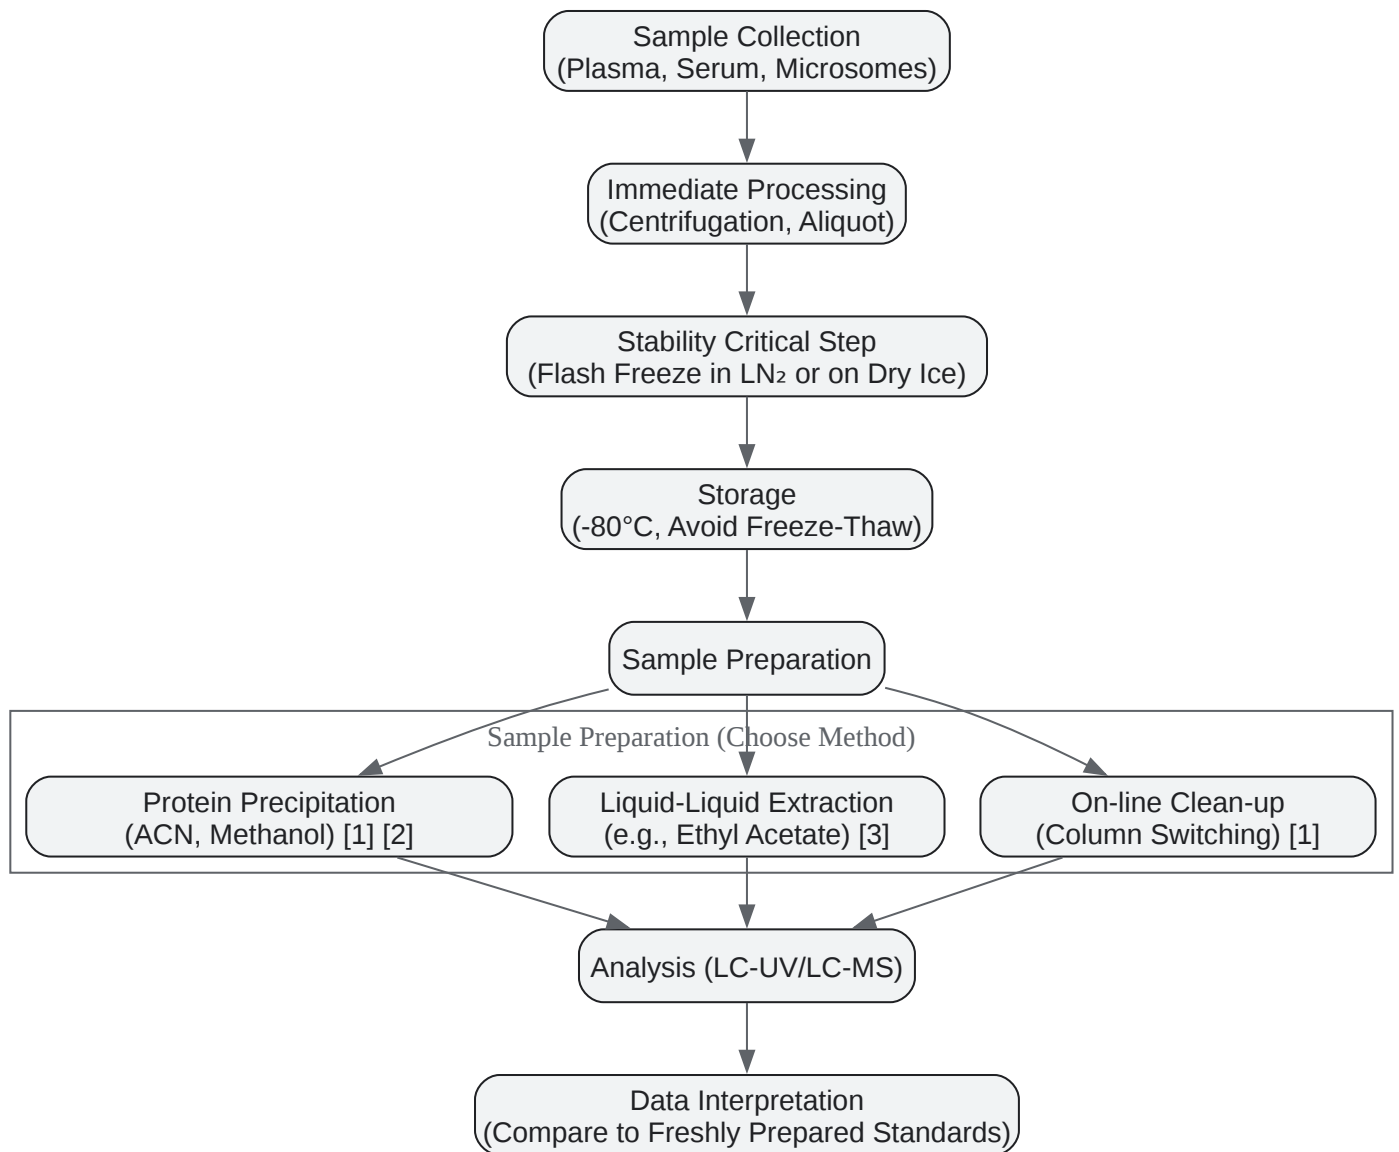 Sample Collection
(Plasma, Serum, Microsomes)
Immediate Processing
(Centrifugation, Aliquot)
Stability Critical Step
(Flash Freeze in LN₂ or on Dry Ice)
Storage
(-80°C, Avoid Freeze-Thaw)
Sample Preparation
Sample Preparation (Choose Method)
Protein Precipitation
(ACN, Methanol) [1] [2]
Liquid-Liquid Extraction
(e.g., Ethyl Acetate) [3]
On-line Clean-up
(Column Switching) [1]
Analysis (LC-UV/LC-MS)
Data Interpretation
(Compare to Freshly Prepared Standards)